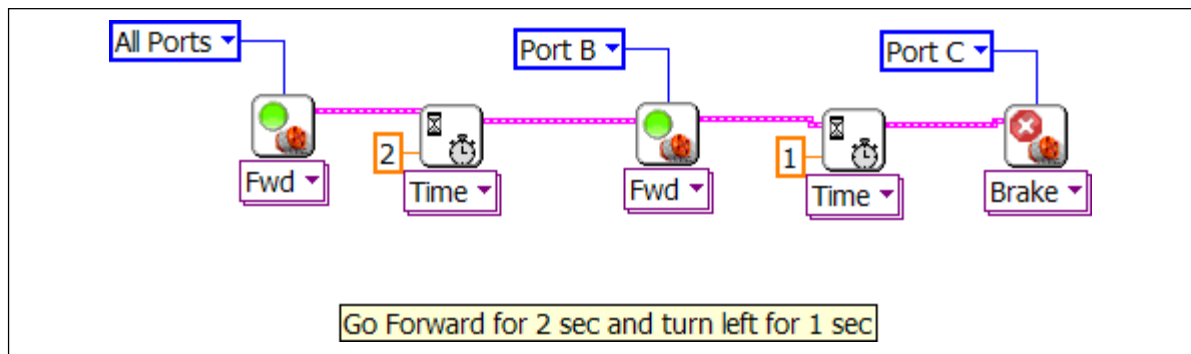 All Ports
Port B
Port C
2
1
Fwd
Time
Fwd
Time
Brake
Go Forward for 2 sec and turn left for 1 sec